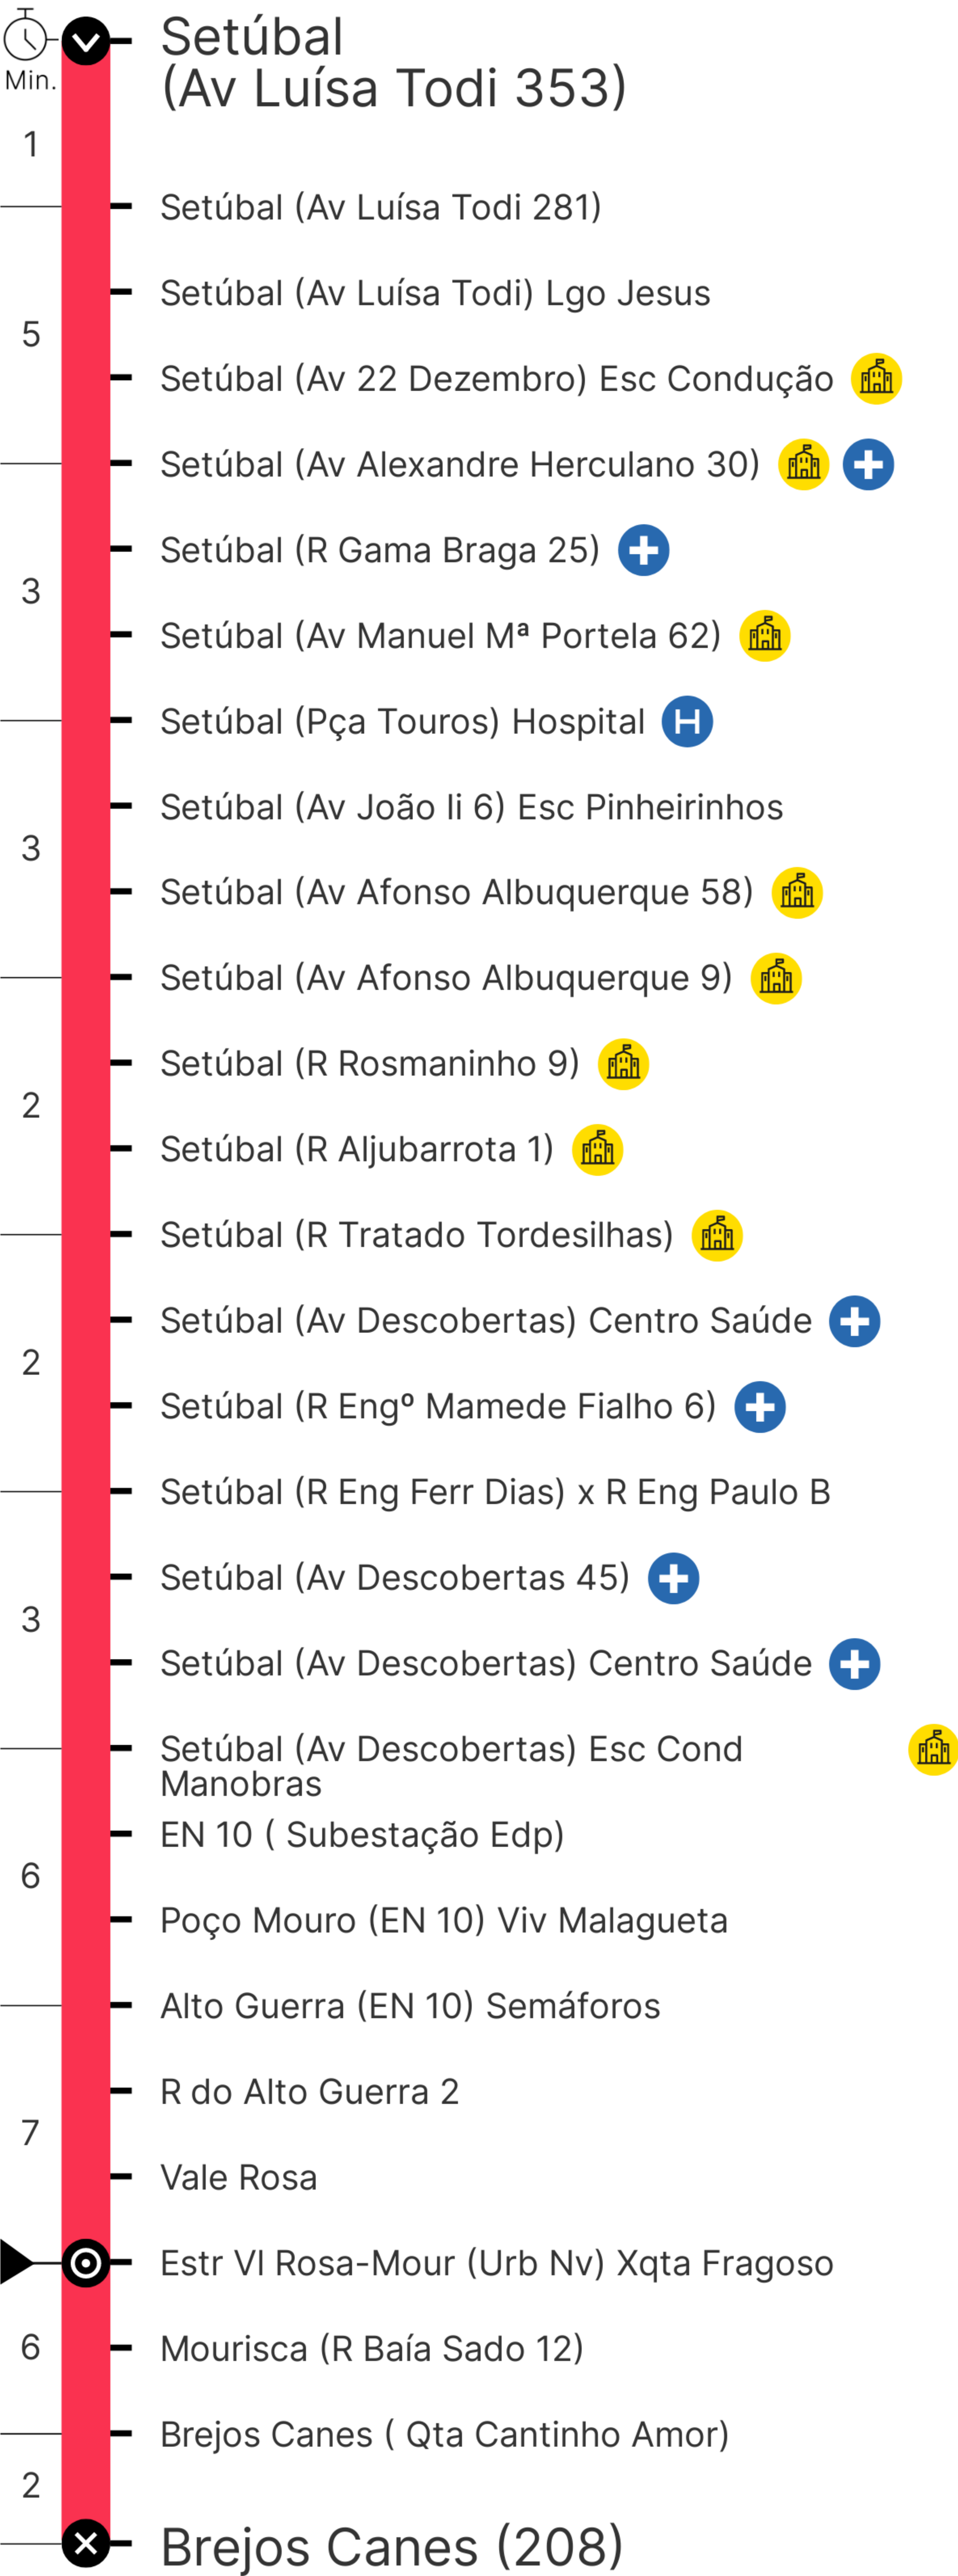 Min.
Setúbal
(Av Luísa Todi 353)
1
Setúbal (Av Luísa Todi 281)
Setúbal (Av Luísa Todi) Lgo Jesus
5
Setúbal (Av 22 Dezembro) Esc Condução
Setúbal (Av Alexandre Herculano 30)
Setúbal (R Gama Braga 25)
3
Setúbal (Av Manuel Mª Portela 62)
Setúbal (Pça Touros) Hospital H
Setúbal (Av João Ii 6) Esc Pinheirinhos
3
Setúbal (Av Afonso Albuquerque 58)
Setúbal (Av Afonso Albuquerque 9)
Setúbal (R Rosmaninho 9)
2
Setúbal (R Aljubarrota 1)
Setúbal (R Tratado Tordesilhas)
Setúbal (Av Descobertas) Centro Saúde
2
Setúbal (R Engº Mamede Fialho 6)
Setúbal (R Eng Ferr Dias) x R Eng Paulo B
Setúbal (Av Descobertas 45)
3
Setúbal (Av Descobertas) Centro Saúde
Setúbal (Av Descobertas) Esc Cond
Manobras
EN 10 ( Subestação Edp)
6
Poço Mouro (EN 10) Viv Malagueta
Alto Guerra (EN 10) Semáforos
R do Alto Guerra 2
7
Vale Rosa
Estr Vl Rosa-Mour (Urb Nv) Xqta Fragoso
6
Mourisca (R Baía Sado 12)
Brejos Canes ( Qta Cantinho Amor)
2
Brejos Canes (208)